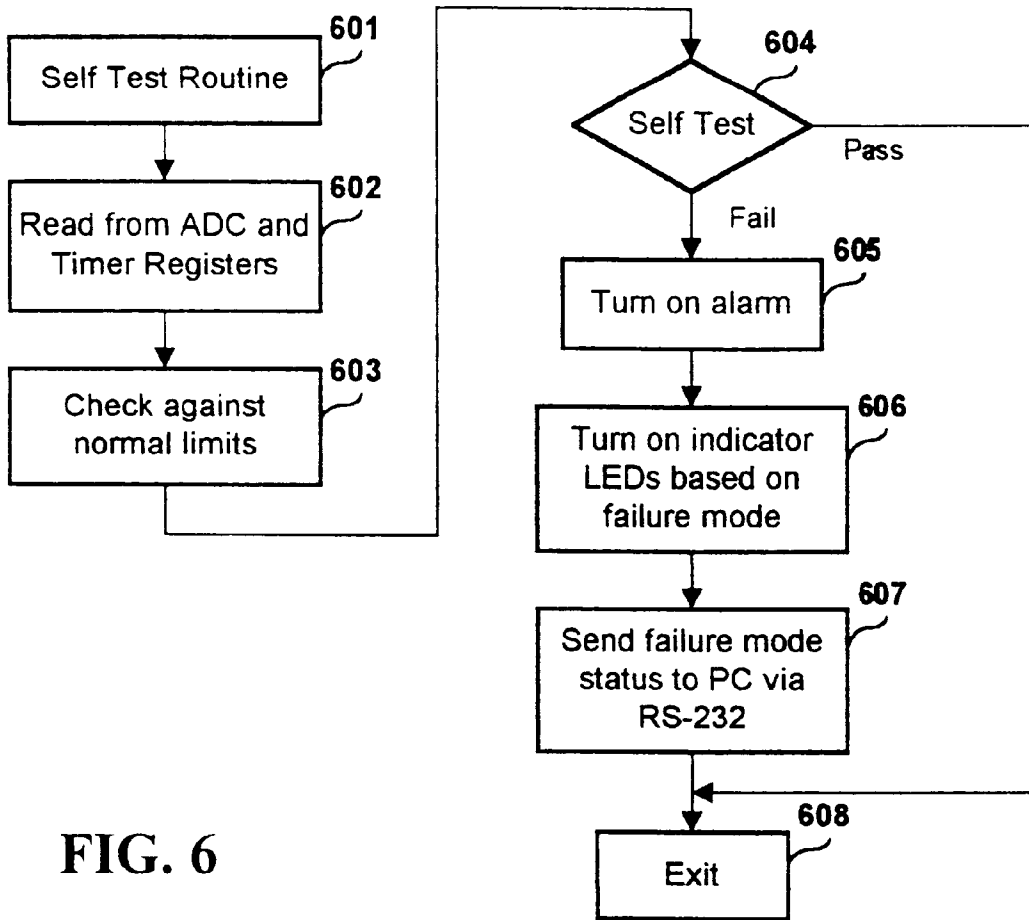 601
Self Test Routine
602
Read from ADC and
Timer Registers
603
Check against
normal limits
604
Self Test
Pass
Fail
605
Turn on alarm
606
Turn on indicator
LEDs based on
failure mode
607
Send failure mode
status to PC via
RS-232
608
Exit
FIG. 6